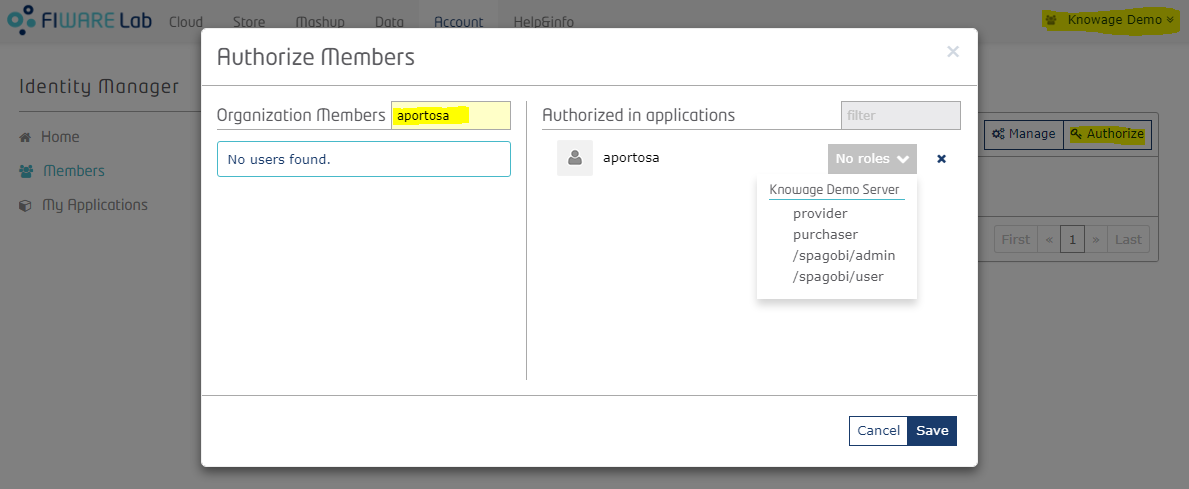 FIWARE Lab
Cloud Store Mashup Data Account Help&info
Knowage Demo
Identity Manager
Home
Members
My Applications
Authorize Members
×
Organization Members aportosa
No users found.
Authorized in applications filter
aportosa No roles
Knowage Demo Server
provider
purchaser
/spagobi/admin
/spagobi/user
Cancel Save
Manage Authorize
First « 1 » Last